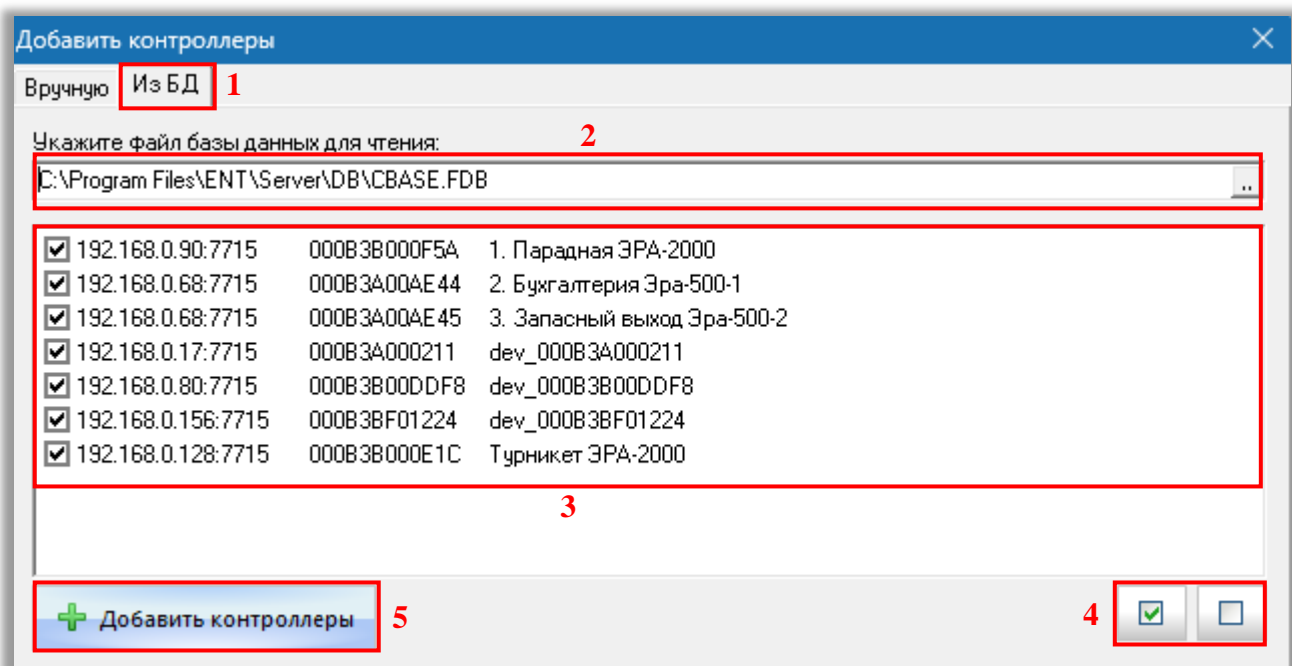 Добавить контроллеры
Вручную Из БД 1
Укажите файл базы данных для чтения: 2
C:\Program Files\ENT\Server\DB\CBASE.FDB ..
192.168.0.90:7715 000B3B000F5A 1. Парадная ЭРА-2000
192.168.0.68:7715 000B3A00AE44 2. Бухгалтерия Эра-500-1
192.168.0.68:7715 000B3A00AE45 3. Запасный выход Эра-500-2
192.168.0.17:7715 000B3A000211 dev_000B3A000211
192.168.0.80:7715 000B3B00DDF8 dev_000B3B00DDF8
192.168.0.156:7715 000B3BF01224 dev_000B3BF01224
192.168.0.128:7715 000B3B000E1C Турникет ЭРА-2000
3
Добавить контроллеры 5 4